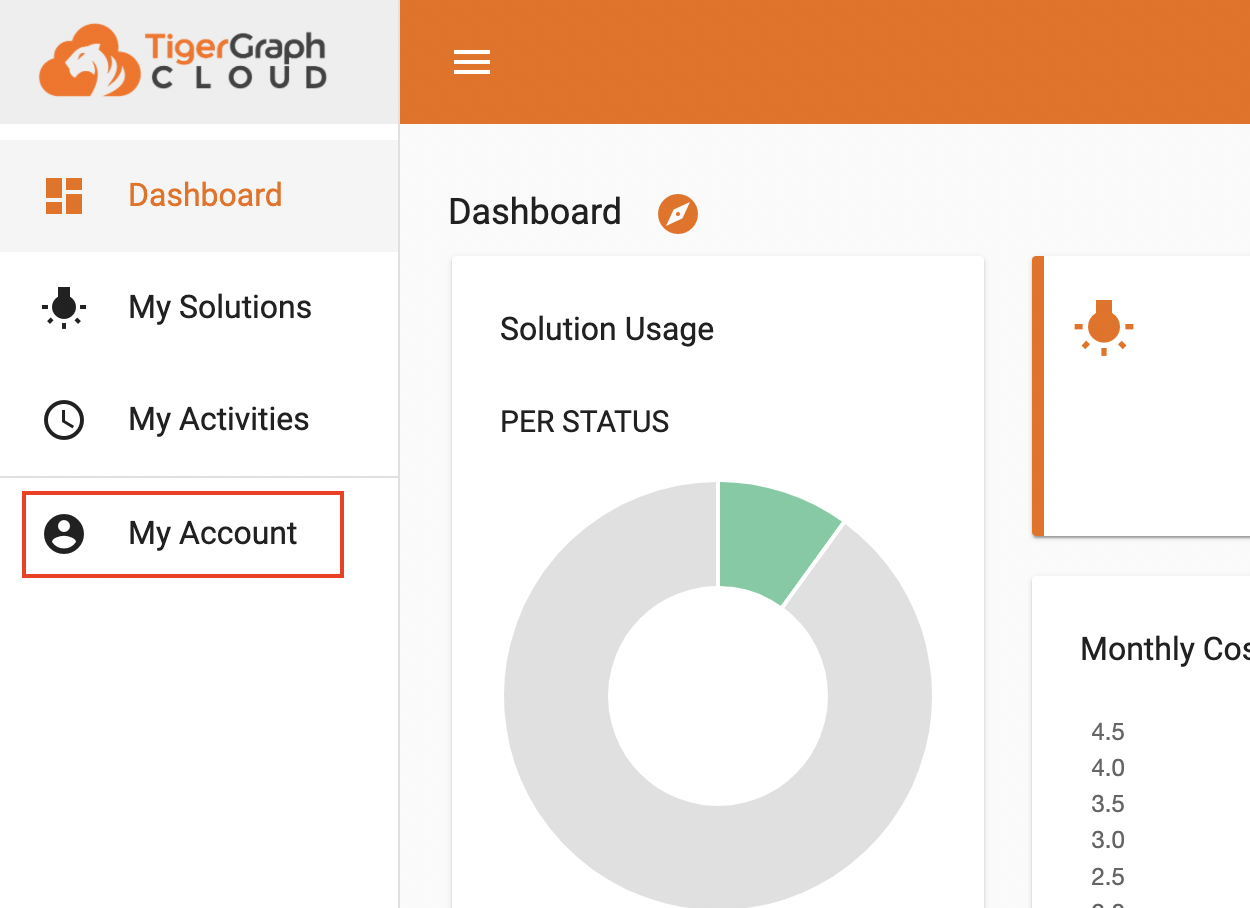 TigerGraph
CLOUD
Dashboard
My Solutions
My Activities
My Account
Dashboard
Solution Usage
PER STATUS
Monthly Cos
4.5
4.0
3.5
3.0
2.5